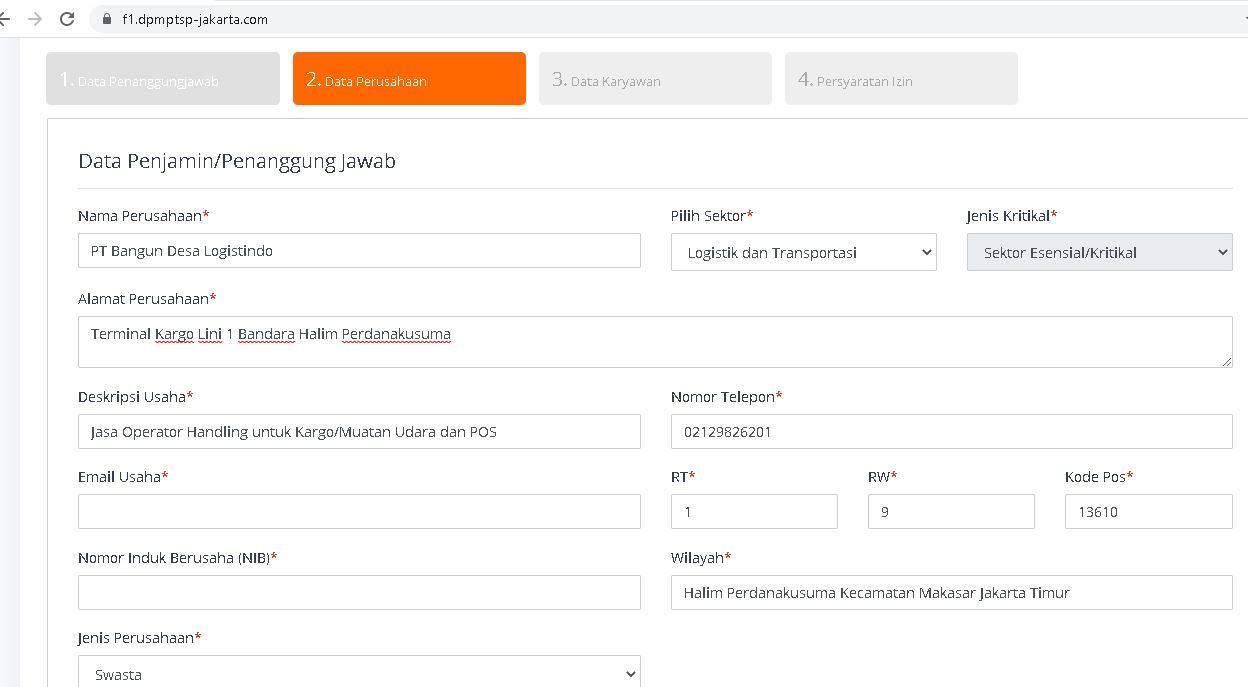 f1.dpmptsp-jakarta.com
1. Data Penanggungjawab
2. Data Perusahaan
3. Data Karyawan
4. Persyaratan Izin
Data Penjamin/Penanggung Jawab
Nama Perusahaan*
Pilih Sektor*
Jenis Kritikal*
PT Bangun Desa Logistindo
Logistik dan Transportasi
Sektor Esensial/Kritikal
Alamat Perusahaan*
Terminal Kargo Lini 1 Bandara Halim Perdanakusuma
Deskripsi Usaha*
Nomor Telepon*
Jasa Operator Handling untuk Kargo/Muatan Udara dan POS
02129826201
Email Usaha*
RT*
RW*
Kode Pos*
1
9
13610
Nomor Induk Berusaha (NIB)*
Wilayah*
Halim Perdanakusuma Kecamatan Makasar Jakarta Timur
Jenis Perusahaan*
Swasta